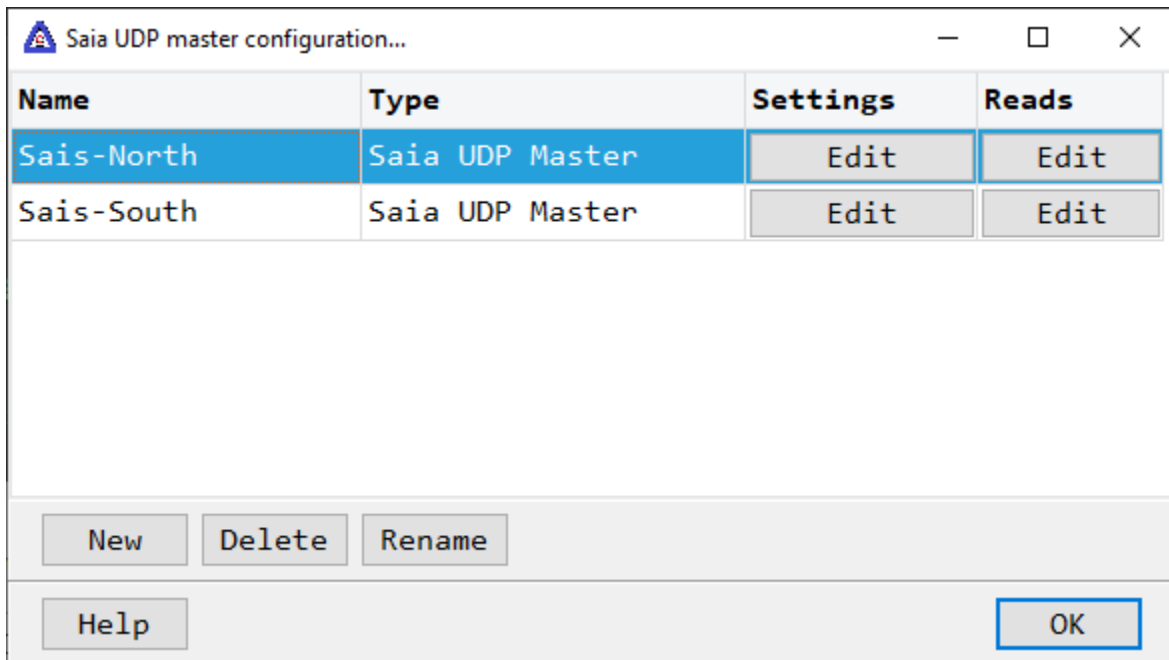 Saia UDP master configuration...
Name Type Settings Reads
Sais-North Saia UDP Master Edit Edit
Sais-South Saia UDP Master Edit Edit
New Delete Rename
Help OK